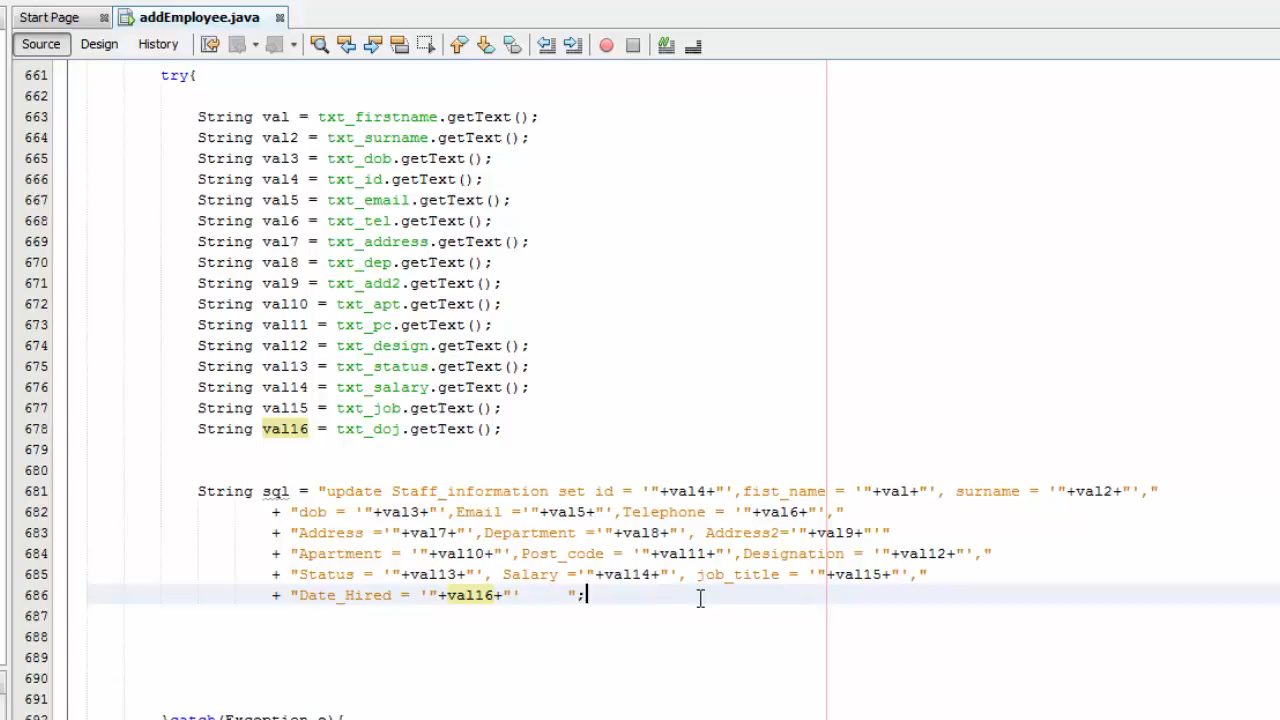 Start Page addEmployee.java
Source Design History
661 try{
662
663 String val = txt_firstname.getText();
664 String val2 = txt_surname.getText();
665 String val3 = txt_dob.getText();
666 String val4 = txt_id.getText();
667 String val5 = txt_email.getText();
668 String val6 = txt_tel.getText();
669 String val7 = txt_address.getText();
670 String val8 = txt_dep.getText();
671 String val9 = txt_add2.getText();
672 String val10 = txt_apt.getText();
673 String val11 = txt_pc.getText();
674 String val12 = txt_design.getText();
675 String val13 = txt_status.getText();
676 String val14 = txt_salary.getText();
677 String val15 = txt_job.getText();
678 String val16 = txt_doj.getText();
679
680
681 String sql = "update Staff_information set id = '"+val4+"',fist_name = '"+val+"', surname = '"+val2+"',"
682 + "dob = '"+val3+"',Email ='"+val5+"',Telephone = '"+val6+"',"
683 + "Address ='"+val7+"',Department ='"+val8+"', Address2='"+val9+"'"
684 + "Apartment = '"+val10+"',Post_code = '"+val11+"',Designation = '"+val12+"',"
685 + "Status = '"+val13+"', Salary ='"+val14+"', job_title = '"+val15+"',"
686 + "Date_Hired = '"+val16+"'     ";
687
688
689
690
691
692 }catch(Exception e){